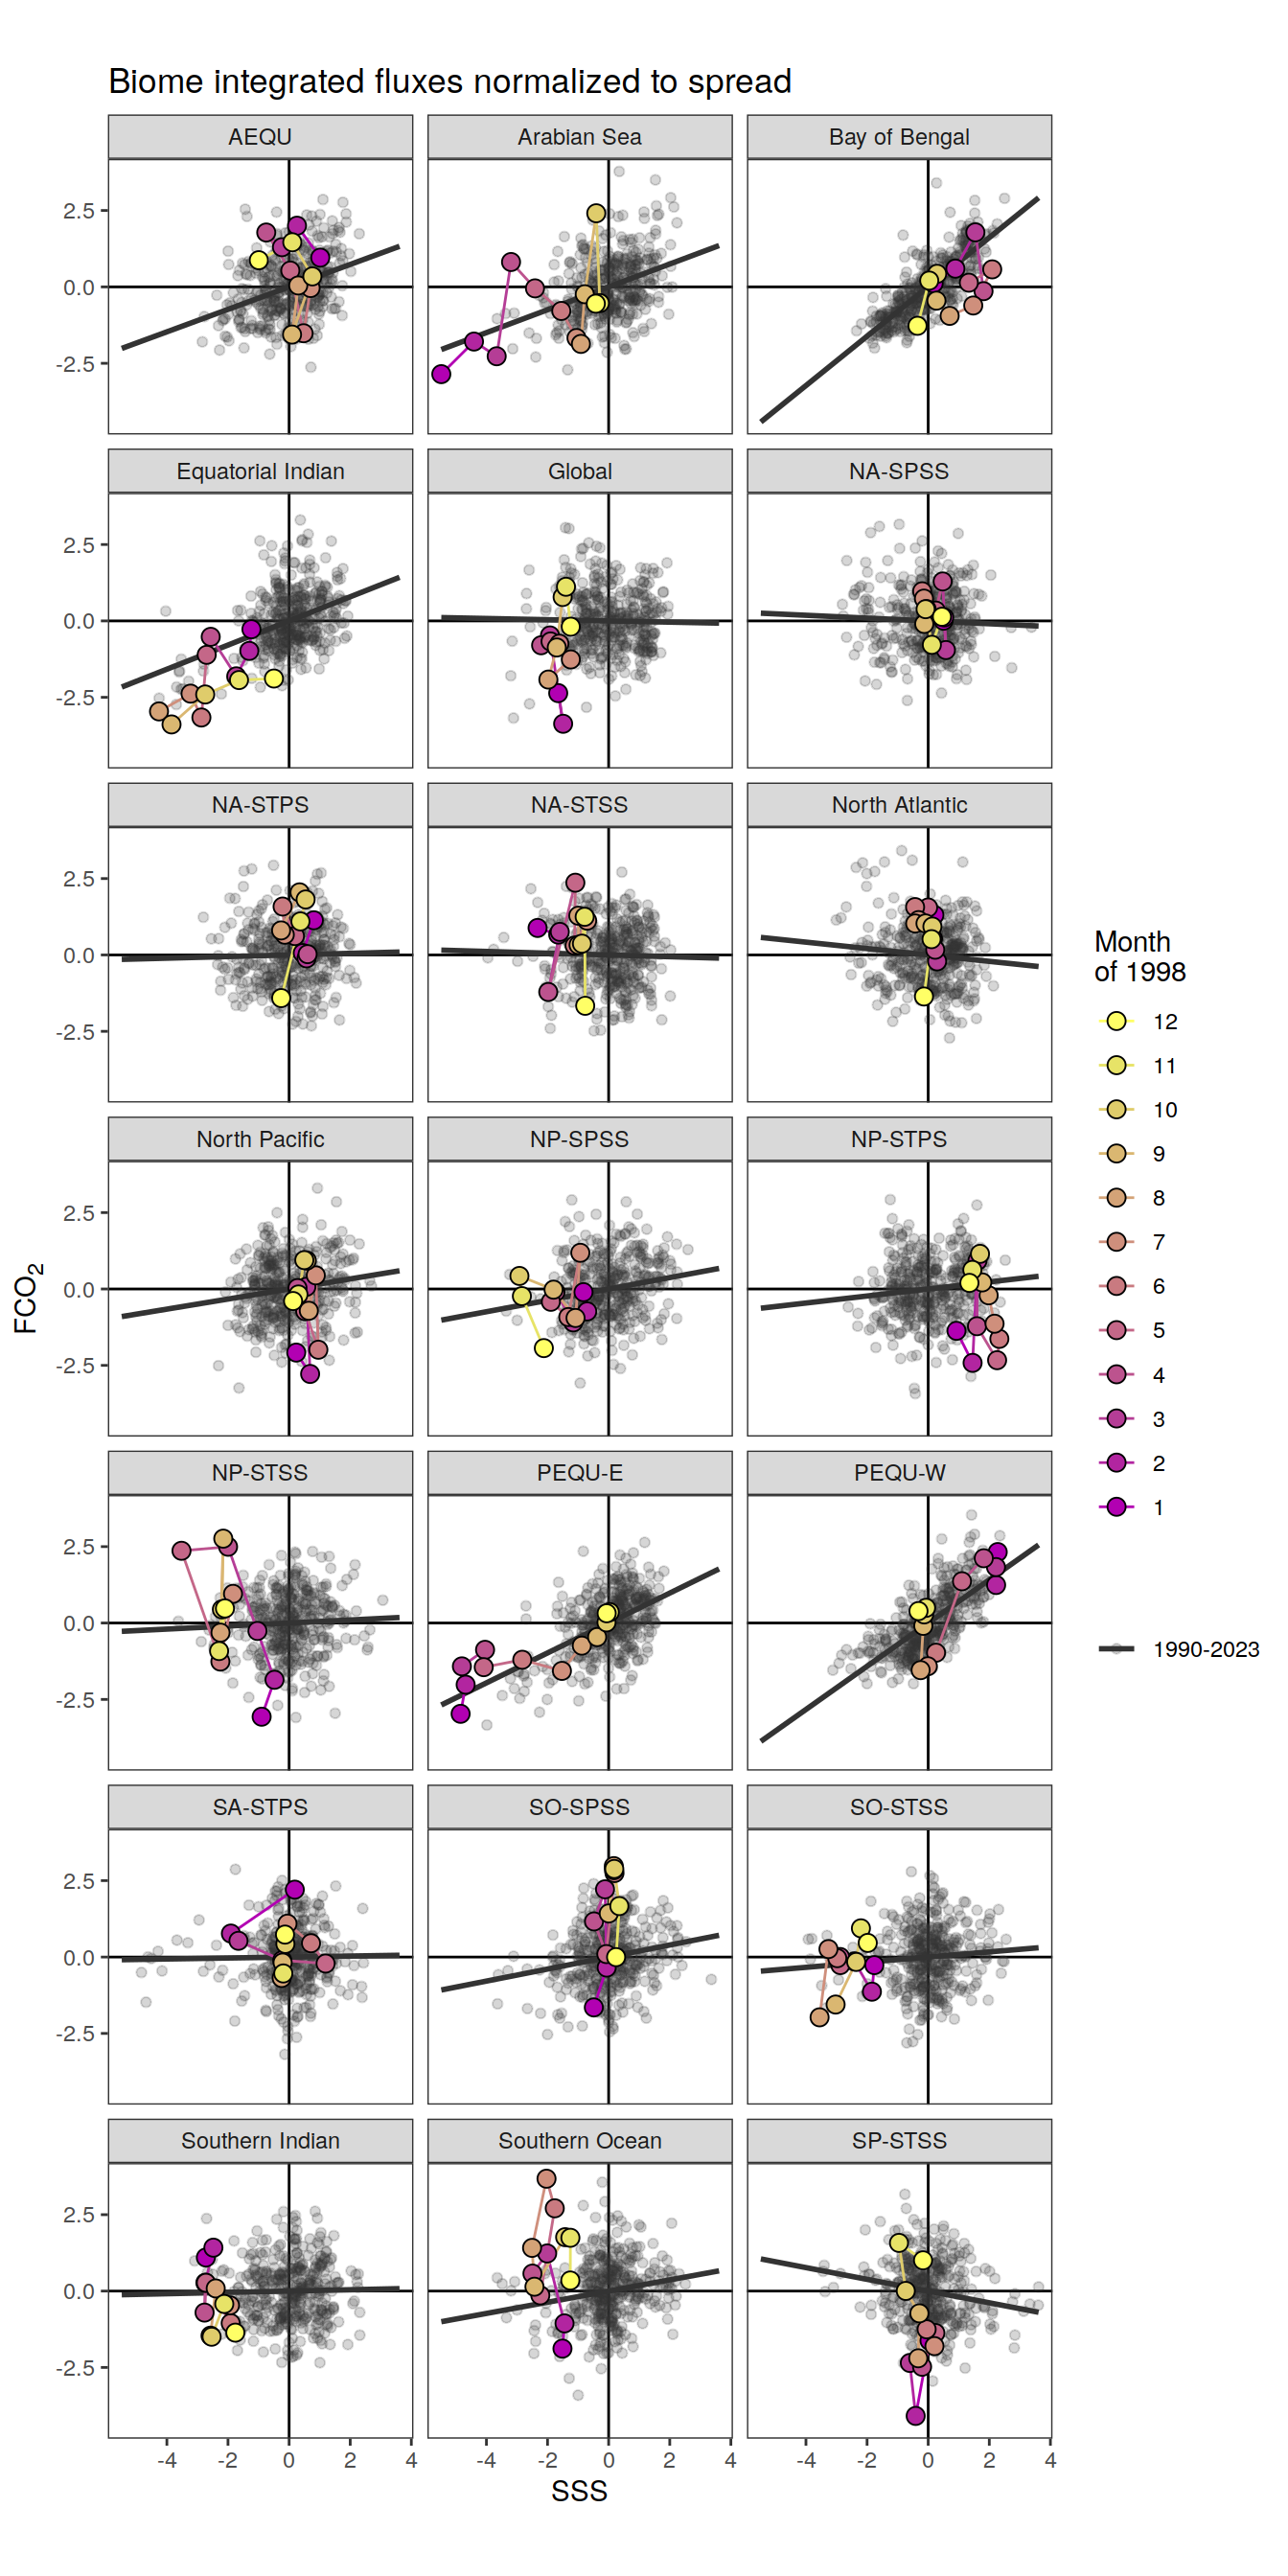 Biome integrated fluxes normalized to spread
AEQU
Arabian Sea
Bay of Bengal
2.5
0.0
-2.5
Equatorial Indian
Global
NA-SPSS
2.5
0.0
-2.5
NA-STPS
NA-STSS
North Atlantic
2.5
0.0
-2.5
North Pacific
NP-SPSS
NP-STPS
2.5
0.0
-2.5
NP-STSS
PEQU-E
PEQU-W
2.5
0.0
-2.5
SA-STPS
SO-SPSS
SO-STSS
2.5
0.0
-2.5
Southern Indian
Southern Ocean
SP-STSS
2.5
0.0
-2.5
-4 -2 0 2 4
-4 -2 0 2 4
-4 -2 0 2 4
SSS
FCO₂
Month
of 1998
12
11
10
9
8
7
6
5
4
3
2
1
1990-2023